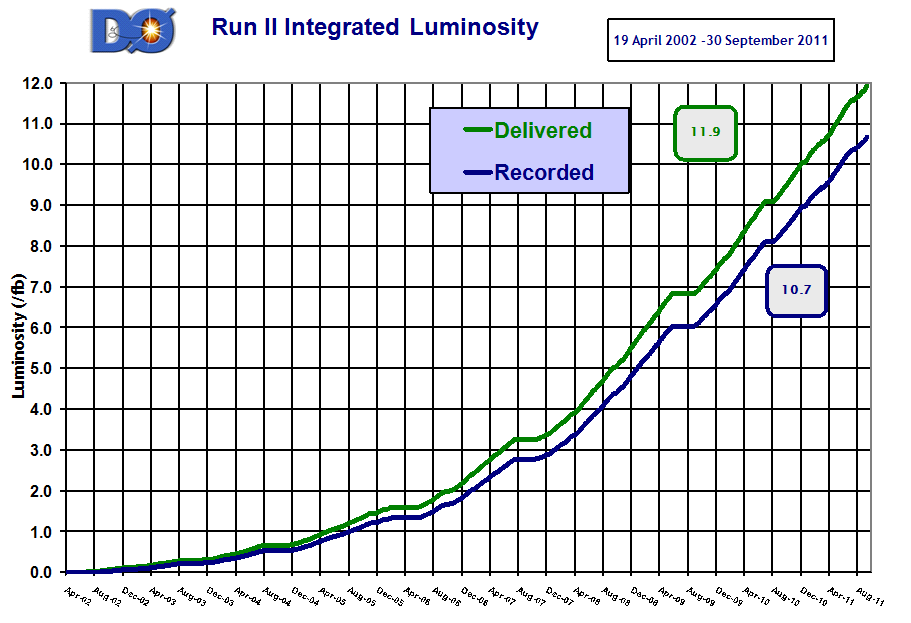 DØ
Run II Integrated Luminosity
19 April 2002 -30 September 2011
12.0
11.0
10.0
9.0
8.0
7.0
6.0
5.0
4.0
3.0
2.0
1.0
0.0
Luminosity (/fb)
Delivered
Recorded
11.9
10.7
Apr-02
Aug-02
Dec-02
Apr-03
Aug-03
Dec-03
Apr-04
Aug-04
Dec-04
Apr-05
Aug-05
Dec-05
Apr-06
Aug-06
Dec-06
Apr-07
Aug-07
Dec-07
Apr-08
Aug-08
Dec-08
Apr-09
Aug-09
Dec-09
Apr-10
Aug-10
Dec-10
Apr-11
Aug-11